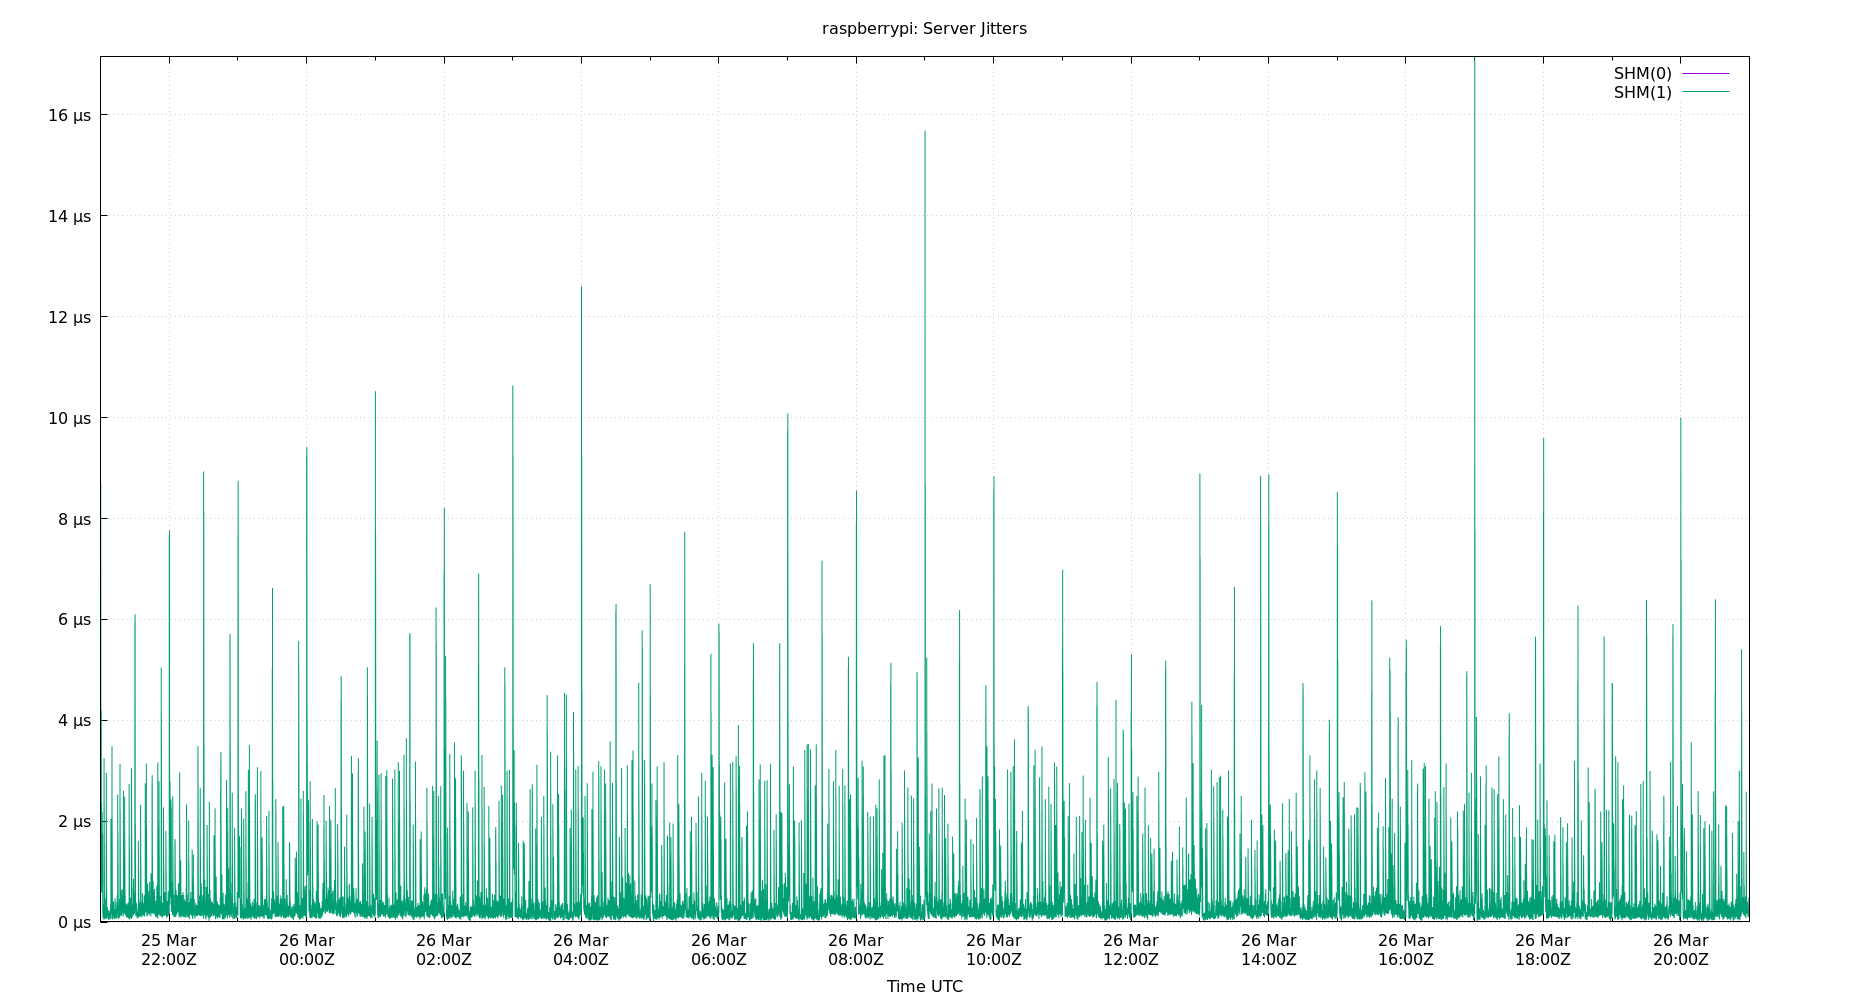 raspberrypi: Server Jitters
SHM(0)
SHM(1)
16 µs
14 µs
12 µs
10 µs
8 µs
6 µs
4 µs
2 µs
0 µs
25 Mar 26 Mar 26 Mar 26 Mar 26 Mar 26 Mar 26 Mar 26 Mar 26 Mar 26 Mar 26 Mar 26 Mar
22:00Z 00:00Z 02:00Z 04:00Z 06:00Z 08:00Z 10:00Z 12:00Z 14:00Z 16:00Z 18:00Z 20:00Z
Time UTC